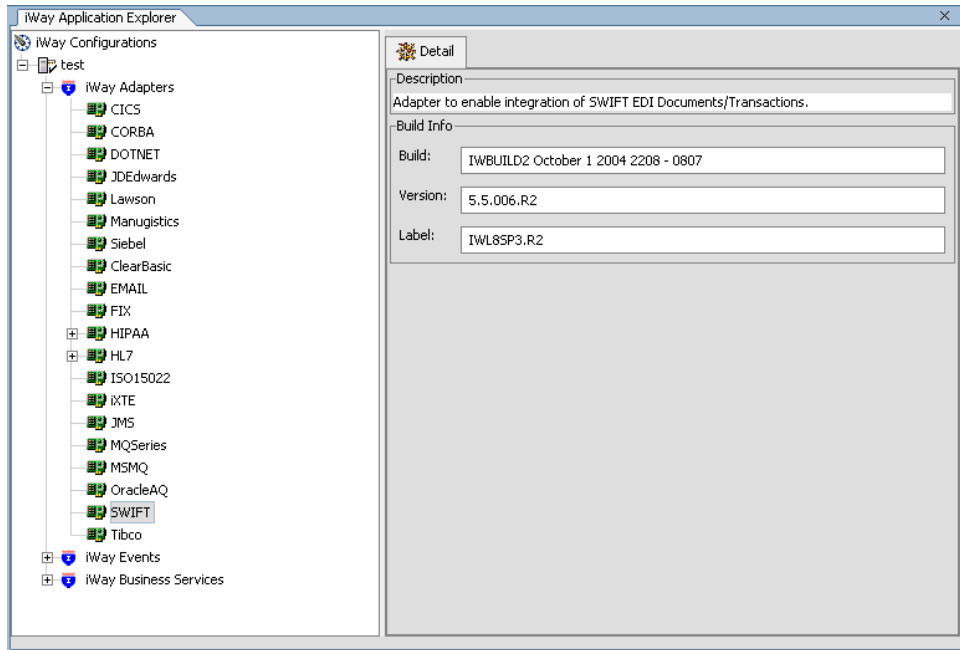 iWay Application Explorer
iWay Configurations
test
iWay Adapters
CICS
CORBA
DOTNET
JDEdwards
Lawson
Manugistics
Siebel
ClearBasic
EMAIL
FIX
HIPAA
HL7
ISO15022
iXTE
JMS
MQSeries
MSMQ
OracleAQ
SWIFT
Tibco
iWay Events
iWay Business Services
Detail
Description
Adapter to enable integration of SWIFT EDI Documents/Transactions.
Build Info
Build: IWBUILD2 October 1 2004 2208 - 0807
Version: 5.5.006.R2
Label: IWL8SP3.R2